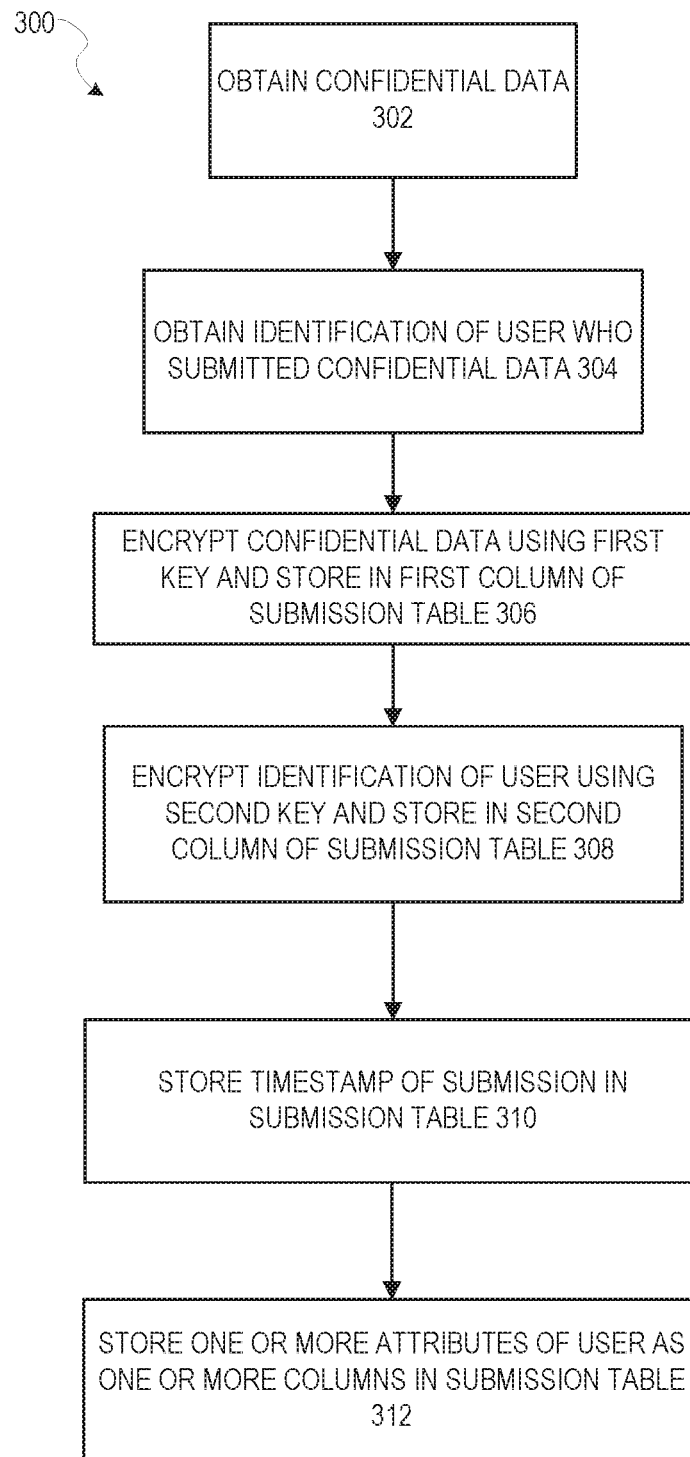 300
OBTAIN CONFIDENTIAL DATA
302
OBTAIN IDENTIFICATION OF USER WHO
SUBMITTED CONFIDENTIAL DATA 304
ENCRYPT CONFIDENTIAL DATA USING FIRST
KEY AND STORE IN FIRST COLUMN OF
SUBMISSION TABLE 306
ENCRYPT IDENTIFICATION OF USER USING
SECOND KEY AND STORE IN SECOND
COLUMN OF SUBMISSION TABLE 308
STORE TIMESTAMP OF SUBMISSION IN
SUBMISSION TABLE 310
STORE ONE OR MORE ATTRIBUTES OF USER AS
ONE OR MORE COLUMNS IN SUBMISSION TABLE
312